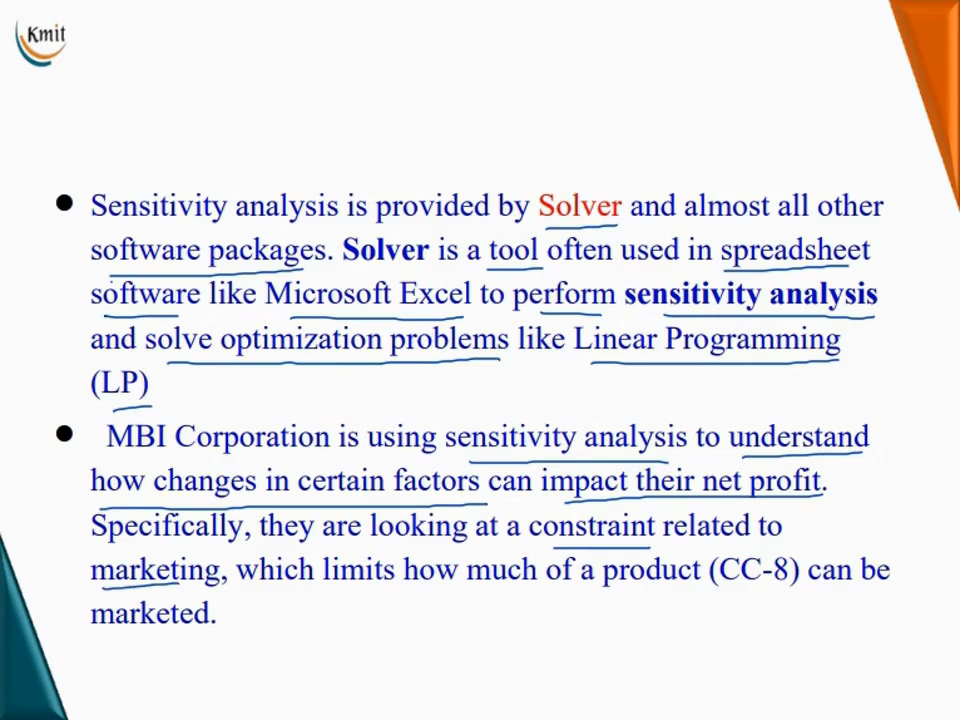 Kmit
● Sensitivity analysis is provided by Solver and almost all other
software packages. Solver is a tool often used in spreadsheet
software like Microsoft Excel to perform sensitivity analysis
and solve optimization problems like Linear Programming
(LP)
● MBI Corporation is using sensitivity analysis to understand
how changes in certain factors can impact their net profit.
Specifically, they are looking at a constraint related to
marketing, which limits how much of a product (CC-8) can be
marketed.